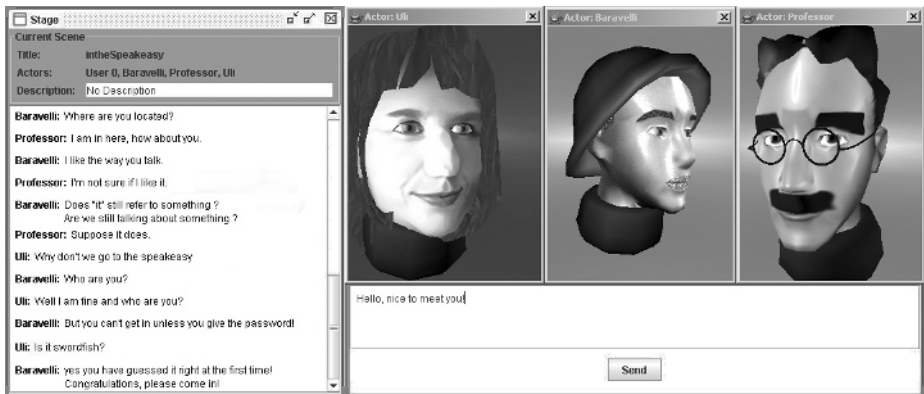 Stage
Current Scene
Title: IntheSpeakeasy
Actors: User 0, Baravelli, Professor, Uli
Description: No Description
Baravelli: Where are you located?
Professor: I am in here, how about you.
Baravelli: I like the way you talk.
Professor: I'm not sure if I like it.
Baravelli: Does "it" still refer to something ?
Are we still talking about something ?
Professor: Suppose it does.
Uli: Why don't we go to the speakeasy
Baravelli: Who are you?
Uli: Well I am fine and who are you?
Baravelli: But you can't get in unless you give the password!
Uli: Is it swordfish?
Baravelli: yes you have guessed it right at the first time!
Congratulations, please come in!
Actor: Uli
Actor: Baravelli
Actor: Professor
Hello, nice to meet you!
Send